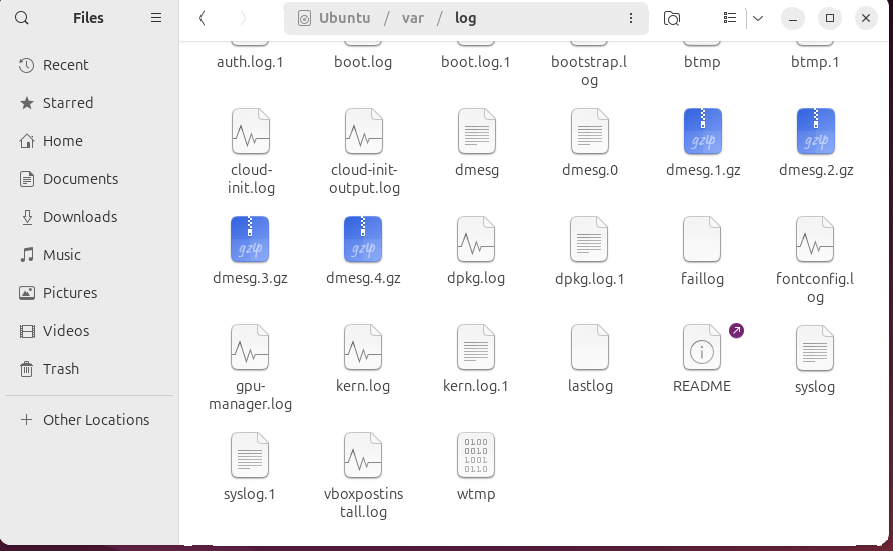 Files
Ubuntu / var / log
Recent
Starred
Home
Documents
Downloads
Music
Pictures
Videos
Trash
Other Locations
auth.log.1
boot.log
boot.log.1
bootstrap.l
og
btmp
btmp.1
cloud-
init.log
cloud-init-
output.log
dmesg
dmesg.0
gzip
dmesg.1.gz
gzip
dmesg.2.gz
gzip
dmesg.3.gz
gzip
dmesg.4.gz
dpkg.log
dpkg.log.1
faillog
fontconfig.l
og
gpu-
manager.log
kern.log
kern.log.1
lastlog
README
syslog
syslog.1
vboxpostins
tall.log
0100
0010
1001
0110
wtmp